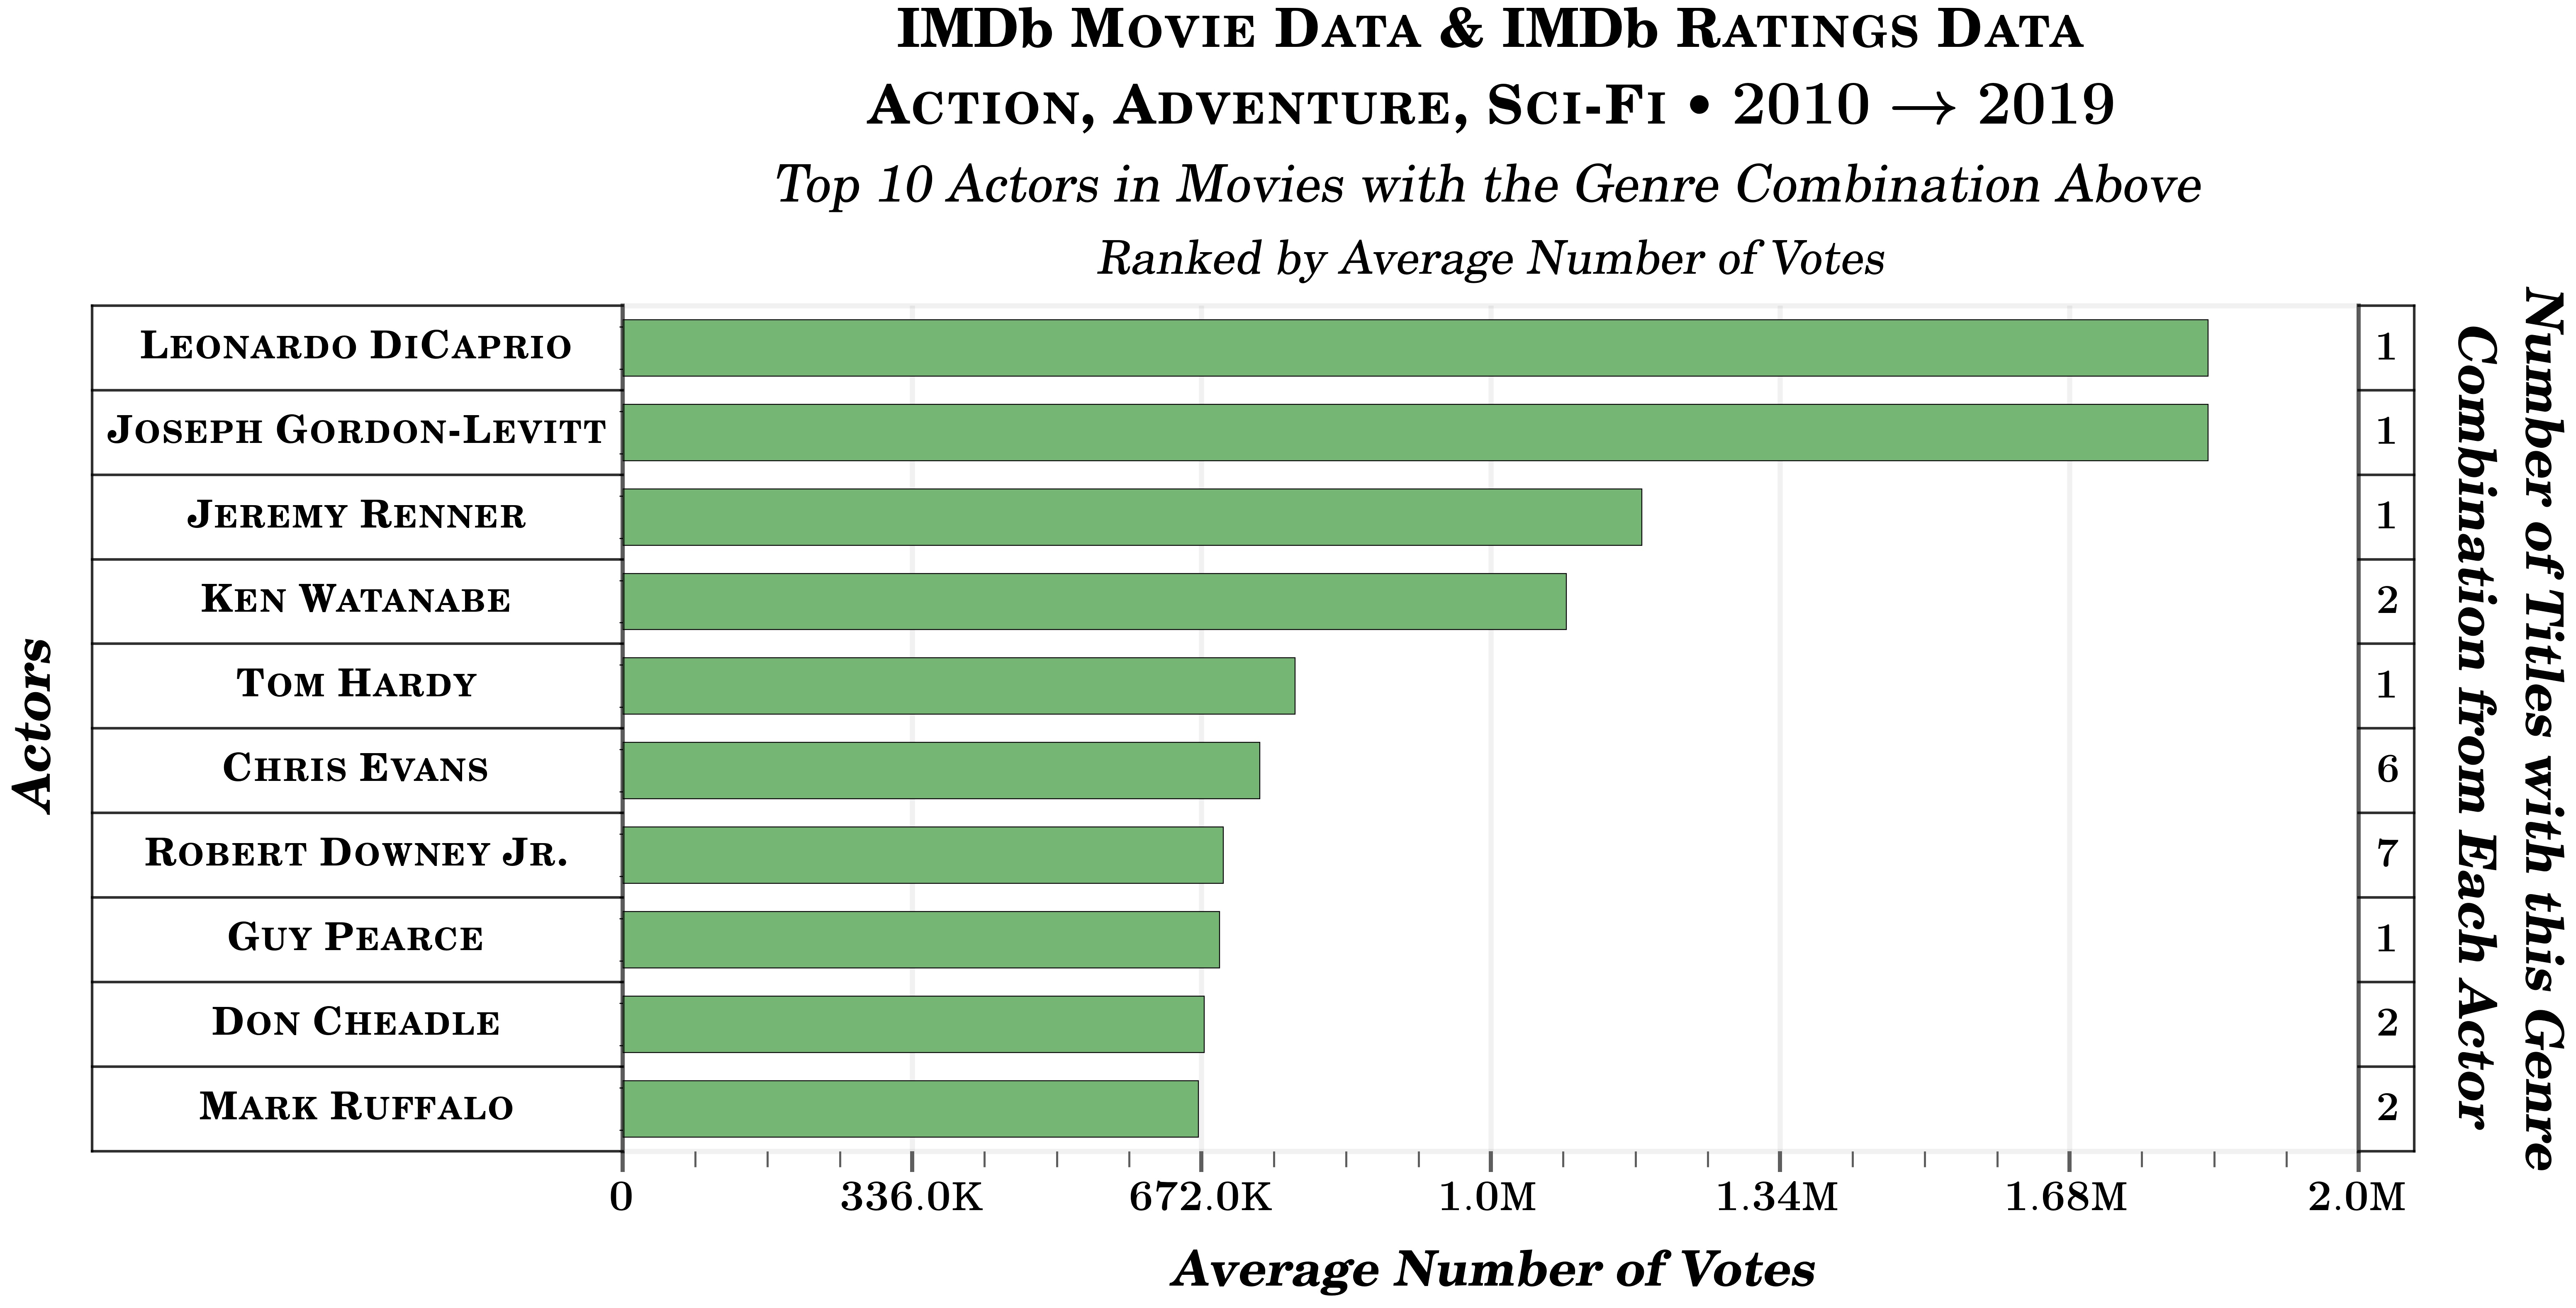 IMDb Movie Data & IMDb Ratings Data
Action, Adventure, Sci-Fi • 2010 → 2019
Top 10 Actors in Movies with the Genre Combination Above
Ranked by Average Number of Votes
Actors
Leonardo DiCaprio 1
Joseph Gordon-Levitt 1
Jeremy Renner 1
Ken Watanabe 2
Tom Hardy 1
Chris Evans 6
Robert Downey Jr. 7
Guy Pearce 1
Don Cheadle 2
Mark Ruffalo 2
0 336.0K 672.0K 1.0M 1.34M 1.68M 2.0M
Average Number of Votes
Number of Titles with this Genre
Combination from Each Actor